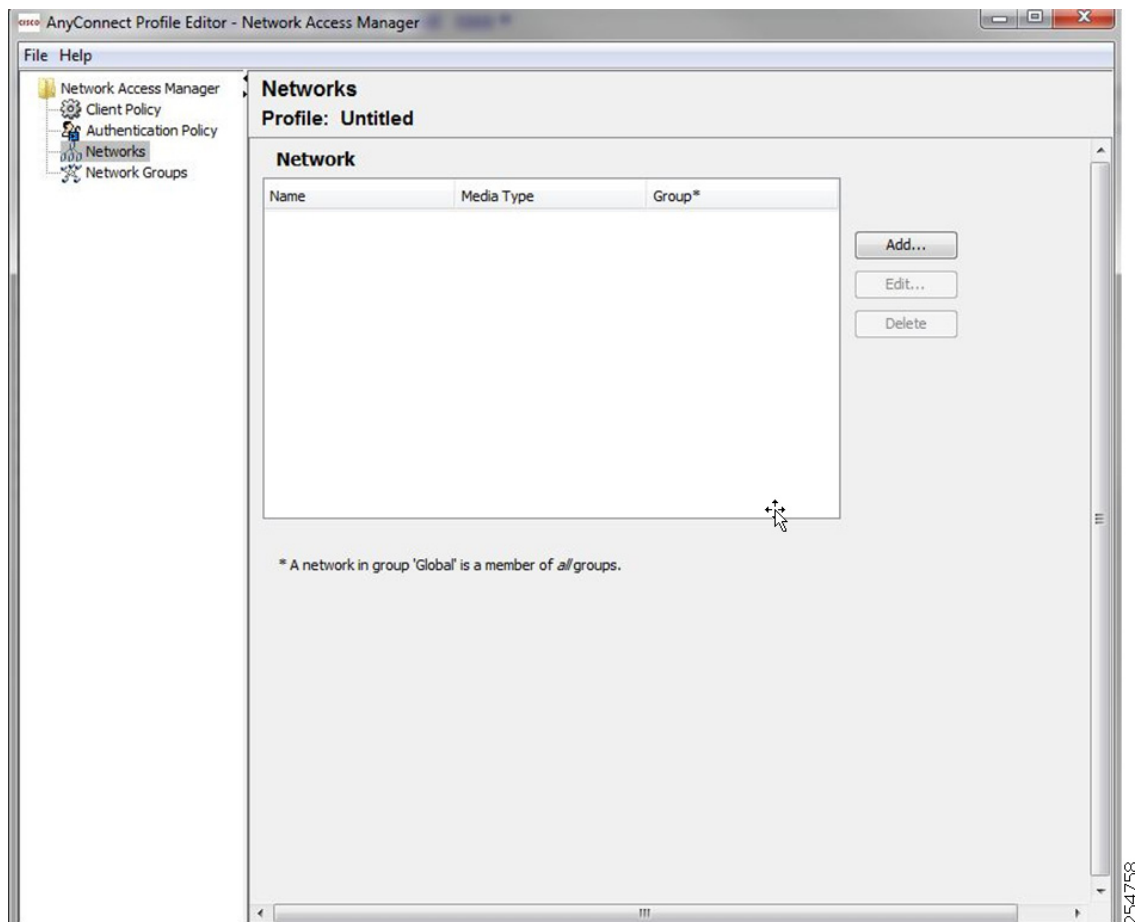 CISCO AnyConnect Profile Editor - Network Access Manager
File Help
Network Access Manager
Client Policy
Authentication Policy
Networks
Network Groups
Networks
Profile: Untitled
Network
Name Media Type Group*
Add...
Edit...
Delete
* A network in group 'Global' is a member of all groups.
254758